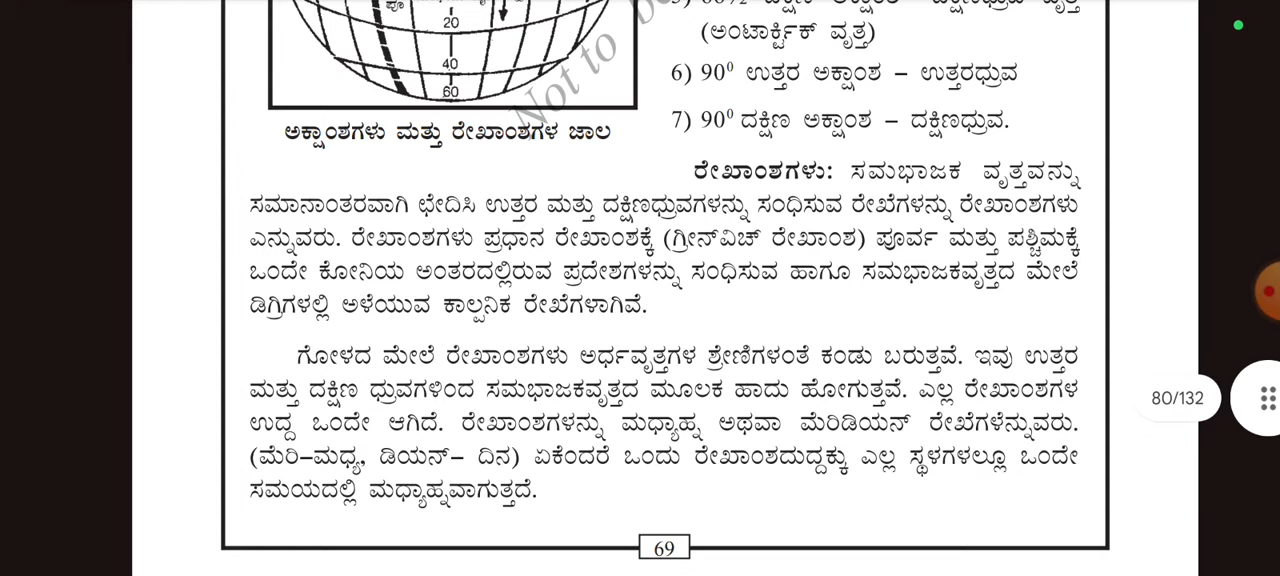 ಪೂ
20
40
60
(ಅಂಟಾರ್ಕ್ಟಿಕ್ ವೃತ್ತ)
6) 90⁰ ಉತ್ತರ ಅಕ್ಷಾಂಶ – ಉತ್ತರಧ್ರುವ
7) 90⁰ ದಕ್ಷಿಣ ಅಕ್ಷಾಂಶ – ದಕ್ಷಿಣಧ್ರುವ.
Not to be
ಅಕ್ಷಾಂಶಗಳು ಮತ್ತು ರೇಖಾಂಶಗಳ ಜಾಲ
ರೇಖಾಂಶಗಳು: ಸಮಭಾಜಕ ವೃತ್ತವನ್ನು
ಸಮಾನಾಂತರವಾಗಿ ಛೇದಿಸಿ ಉತ್ತರ ಮತ್ತು ದಕ್ಷಿಣಧ್ರುವಗಳನ್ನು ಸಂಧಿಸುವ ರೇಖೆಗಳನ್ನು ರೇಖಾಂಶಗಳು
ಎನ್ನುವರು. ರೇಖಾಂಶಗಳು ಪ್ರಧಾನ ರೇಖಾಂಶಕ್ಕೆ (ಗ್ರೀನ್‌ವಿಚ್ ರೇಖಾಂಶ) ಪೂರ್ವ ಮತ್ತು ಪಶ್ಚಿಮಕ್ಕೆ
ಒಂದೇ ಕೋನಿಯ ಅಂತರದಲ್ಲಿರುವ ಪ್ರದೇಶಗಳನ್ನು ಸಂಧಿಸುವ ಹಾಗೂ ಸಮಭಾಜಕವೃತ್ತದ ಮೇಲೆ
ಡಿಗ್ರಿಗಳಲ್ಲಿ ಅಳೆಯುವ ಕಾಲ್ಪನಿಕ ರೇಖೆಗಳಾಗಿವೆ.
ಗೋಳದ ಮೇಲೆ ರೇಖಾಂಶಗಳು ಅರ್ಧವೃತ್ತಗಳ ಶ್ರೇಣಿಗಳಂತೆ ಕಂಡು ಬರುತ್ತವೆ. ಇವು ಉತ್ತರ
ಮತ್ತು ದಕ್ಷಿಣ ಧ್ರುವಗಳಿಂದ ಸಮಭಾಜಕವೃತ್ತದ ಮೂಲಕ ಹಾದು ಹೋಗುತ್ತವೆ. ಎಲ್ಲ ರೇಖಾಂಶಗಳ
ಉದ್ದ ಒಂದೇ ಆಗಿದೆ. ರೇಖಾಂಶಗಳನ್ನು ಮಧ್ಯಾಹ್ನ ಅಥವಾ ಮೆರಿಡಿಯನ್ ರೇಖೆಗಳೆನ್ನುವರು.
(ಮೆರಿ–ಮಧ್ಯ, ಡಿಯನ್– ದಿನ) ಏಕೆಂದರೆ ಒಂದು ರೇಖಾಂಶದುದ್ದಕ್ಕು ಎಲ್ಲ ಸ್ಥಳಗಳಲ್ಲೂ ಒಂದೇ
ಸಮಯದಲ್ಲಿ ಮಧ್ಯಾಹ್ನವಾಗುತ್ತದೆ.
69
80/132